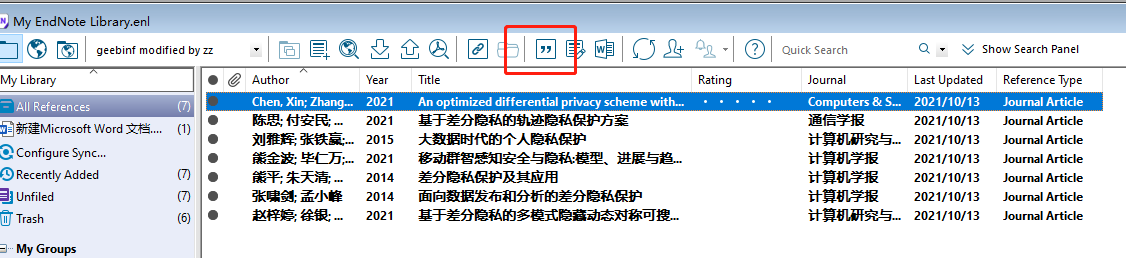 My EndNote Library.enl
geebinf modified by zz Quick Search Show Search Panel
My Library Author Year Title Rating Journal Last Updated Reference Type
All References (7) Chen, Xin; Zhang... 2021 An optimized differential privacy scheme with... Computers & S... 2021/10/13 Journal Article
新建Microsoft Word 文档.... (1) 陈思; 付安民; ... 2021 基于差分隐私的轨迹隐私保护方案 通信学报 2021/10/13 Journal Article
Configure Sync... 刘雅辉; 张铁赢; ... 2015 大数据时代的个人隐私保护 计算机研究与... 2021/10/13 Journal Article
Recently Added (7) 熊金波; 毕仁万;... 2021 移动群智感知安全与隐私:模型、进展与趋... 计算机学报 2021/10/13 Journal Article
Unfiled (7) 熊平; 朱天清; ... 2014 差分隐私保护及其应用 计算机学报 2021/10/13 Journal Article
Trash (6) 张啸剑; 孟小峰 2014 面向数据发布和分析的差分隐私保护 计算机学报 2021/10/13 Journal Article
赵梓婷; 徐银; ... 2021 基于差分隐私的多模式隐藏动态对称可搜... 计算机研究与... 2021/10/13 Journal Article
My Groups